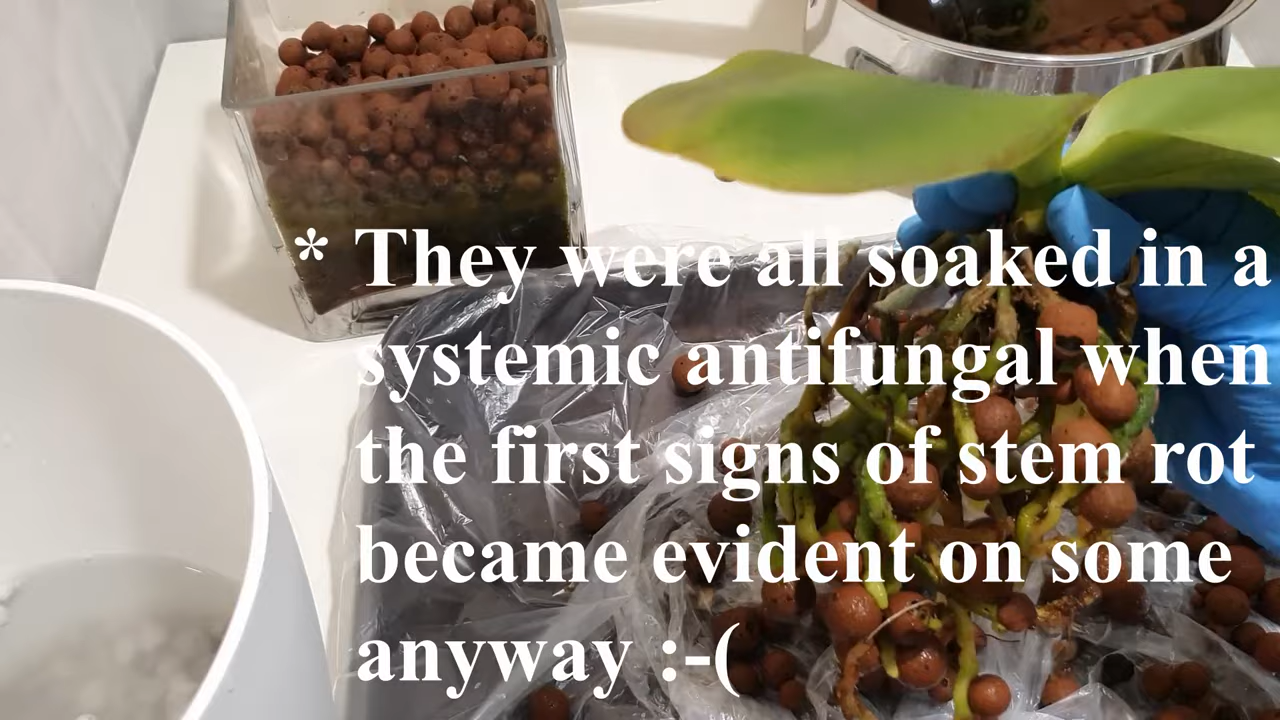 * They were all soaked in a
systemic antifungal when
the first signs of stem rot
became evident on some
anyway :-(